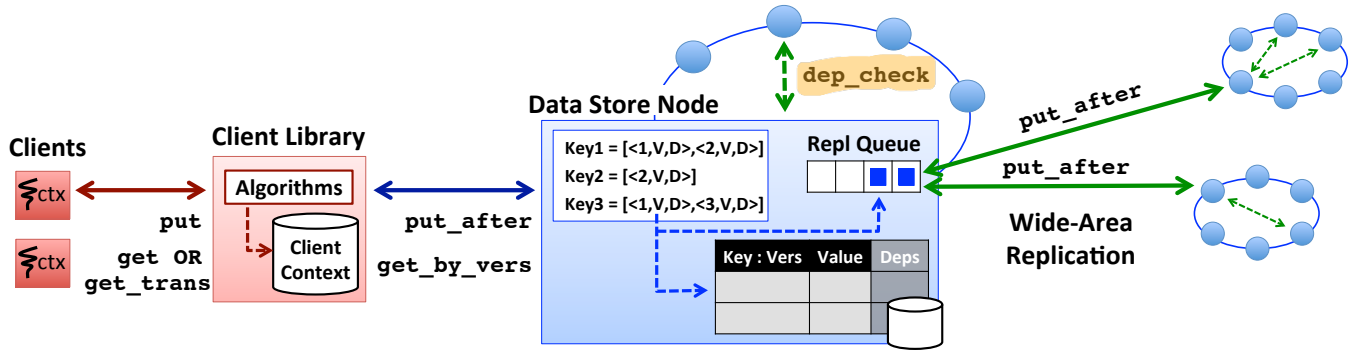 Clients
ctx
ctx
put
get OR
get_trans
Client Library
Algorithms
Client
Context
put_after
get_by_vers
Data Store Node
Key1 = [<1,V,D>,<2,V,D>]
Key2 = [<2,V,D>]
Key3 = [<1,V,D>,<3,V,D>]
dep_check
Repl Queue
Key : Vers Value Deps
put_after
put_after
Wide-Area
Replication